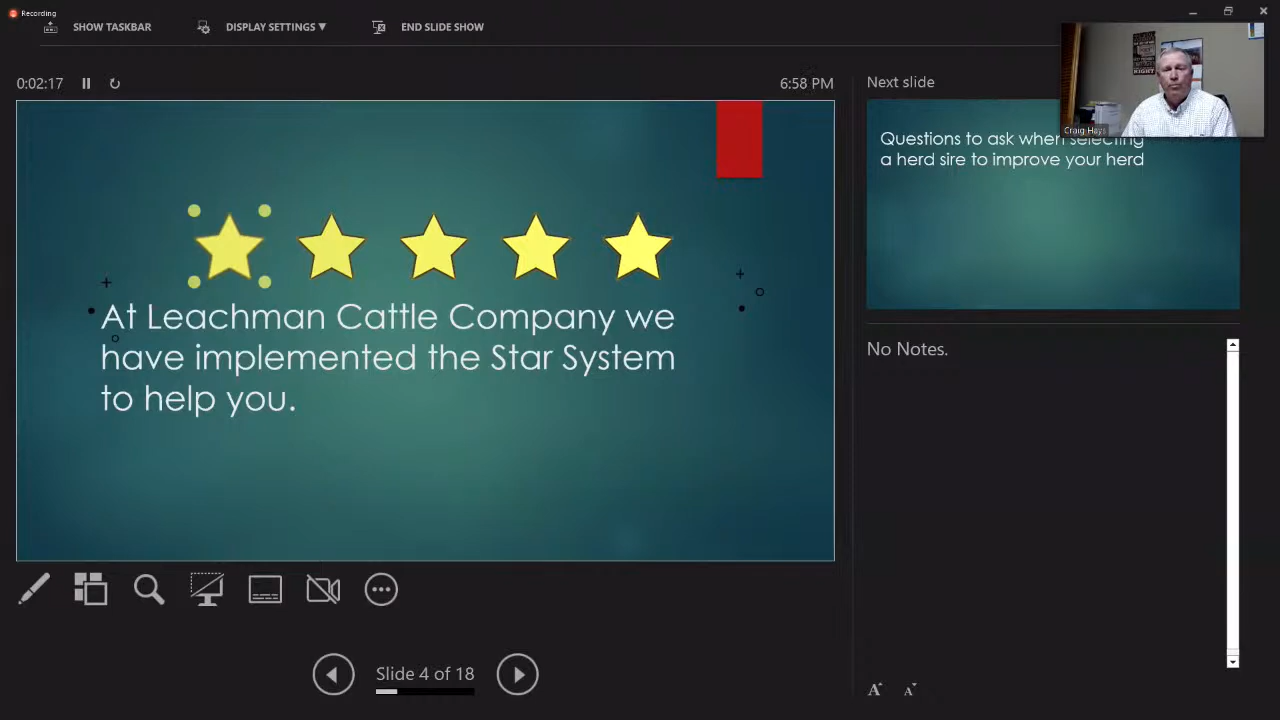 Recording
SHOW TASKBAR
DISPLAY SETTINGS ▼
END SLIDE SHOW
0:02:17
6:58 PM
At Leachman Cattle Company we
have implemented the Star System
to help you.
Slide 4 of 18
Next slide
Craig Hays
Questions to ask when selecting
a herd sire to improve your herd
No Notes.
A
A